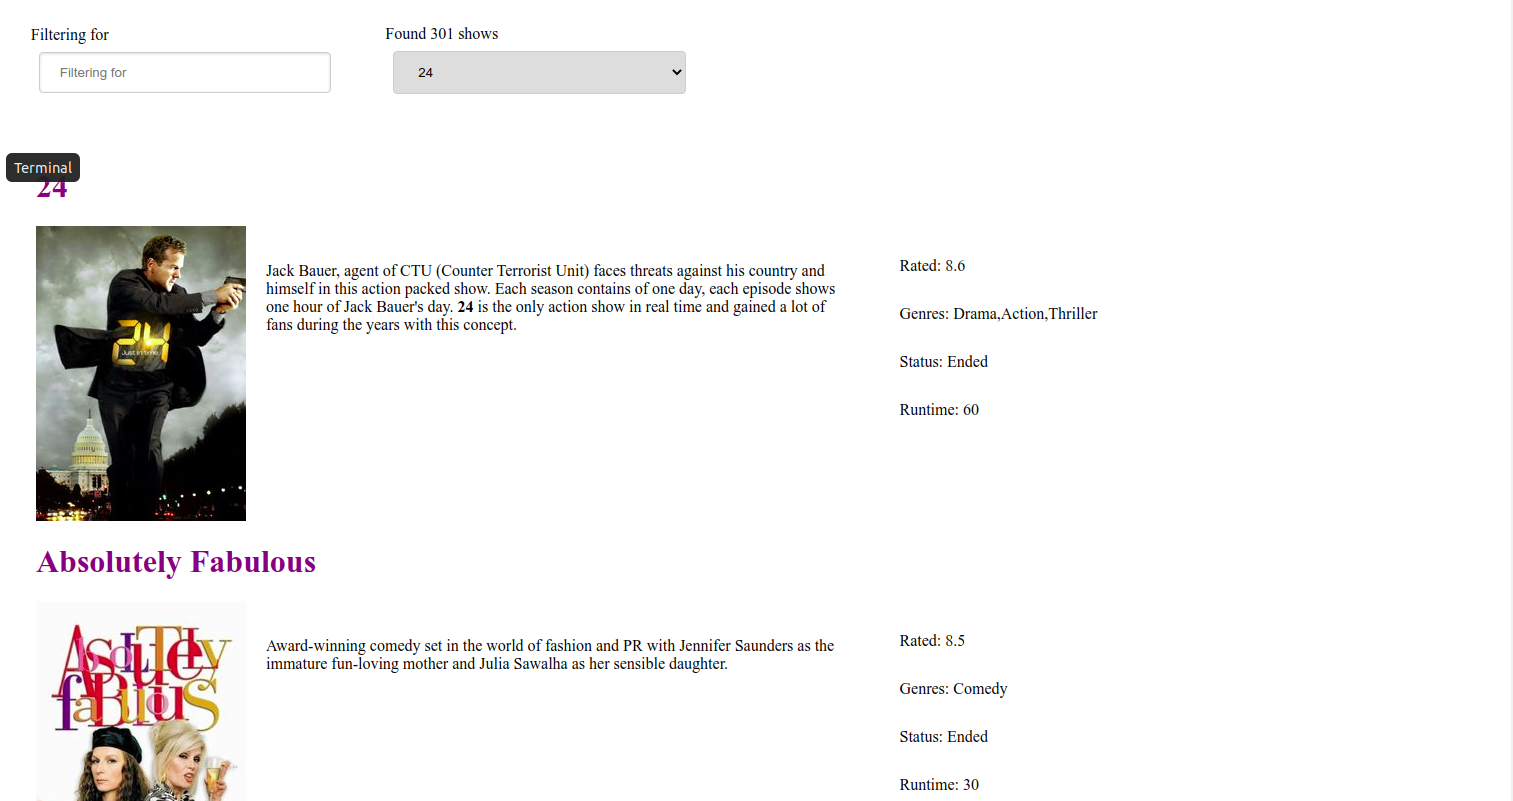 Filtering for
Found 301 shows
Filtering for
24
Terminal
24
Jack Bauer, agent of CTU (Counter Terrorist Unit) faces threats against his country and
himself in this action packed show. Each season contains of one day, each episode shows
one hour of Jack Bauer's day. 24 is the only action show in real time and gained a lot of
fans during the years with this concept.
24
Just in time.
Rated: 8.6
Genres: Drama,Action,Thriller
Status: Ended
Runtime: 60
Absolutely Fabulous
Absolutely
fabulous
Award-winning comedy set in the world of fashion and PR with Jennifer Saunders as the
immature fun-loving mother and Julia Sawalha as her sensible daughter.
Rated: 8.5
Genres: Comedy
Status: Ended
Runtime: 30